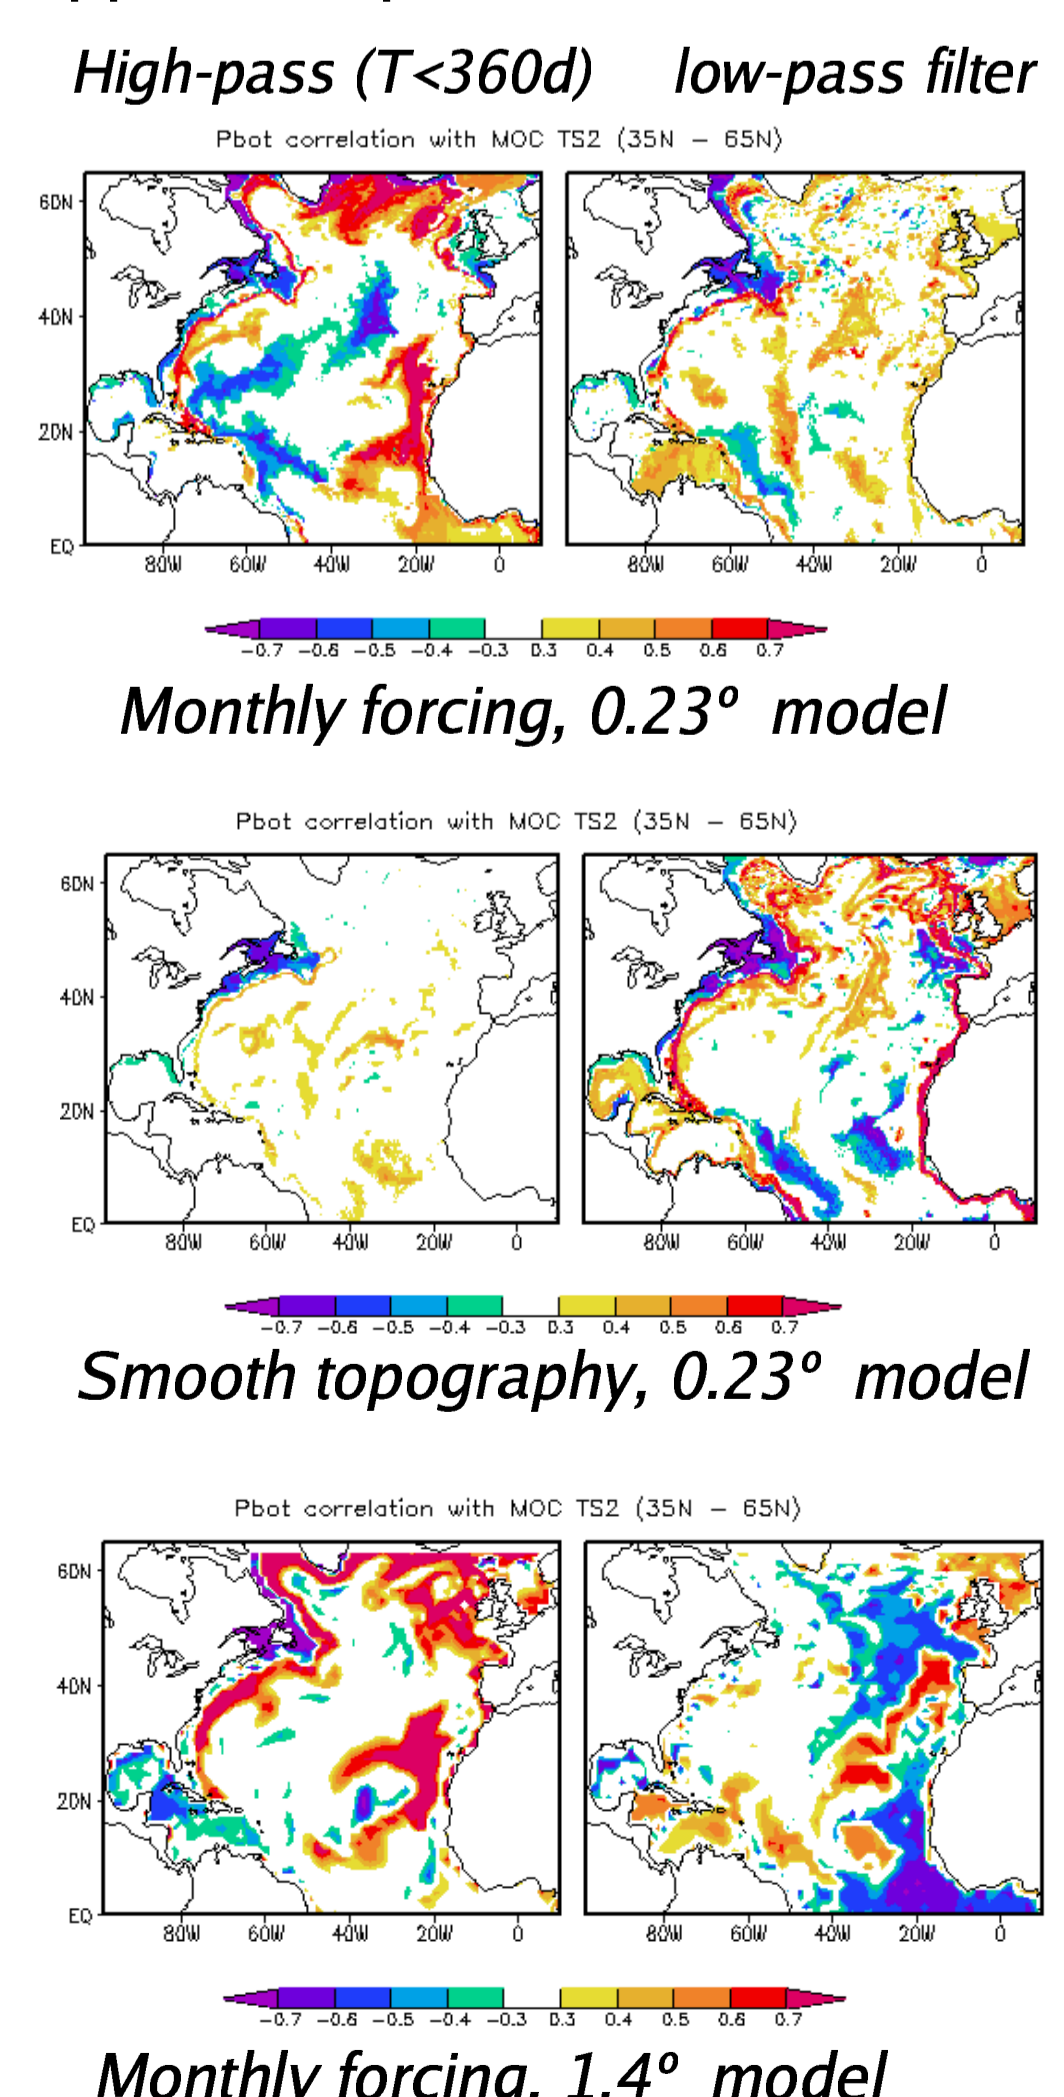 High-pass (T<360d) low-pass filter
Pbot correlation with MOC TS2 (35N – 65N)
60N
40N
20N
EQ
80W 60W 40W 20W 0 80W 60W 40W 20W 0
-0.7 -0.6 -0.5 -0.4 -0.3 0.3 0.4 0.5 0.6 0.7
Monthly forcing, 0.23º model
Pbot correlation with MOC TS2 (35N – 65N)
60N
40N
20N
EQ
80W 60W 40W 20W 0 80W 60W 40W 20W 0
-0.7 -0.6 -0.5 -0.4 -0.3 0.3 0.4 0.5 0.6 0.7
Smooth topography, 0.23º model
Pbot correlation with MOC TS2 (35N – 65N)
60N
40N
20N
EQ
80W 60W 40W 20W 0 80W 60W 40W 20W 0
-0.7 -0.6 -0.5 -0.4 -0.3 0.3 0.4 0.5 0.6 0.7
Monthly forcing, 1.4º model